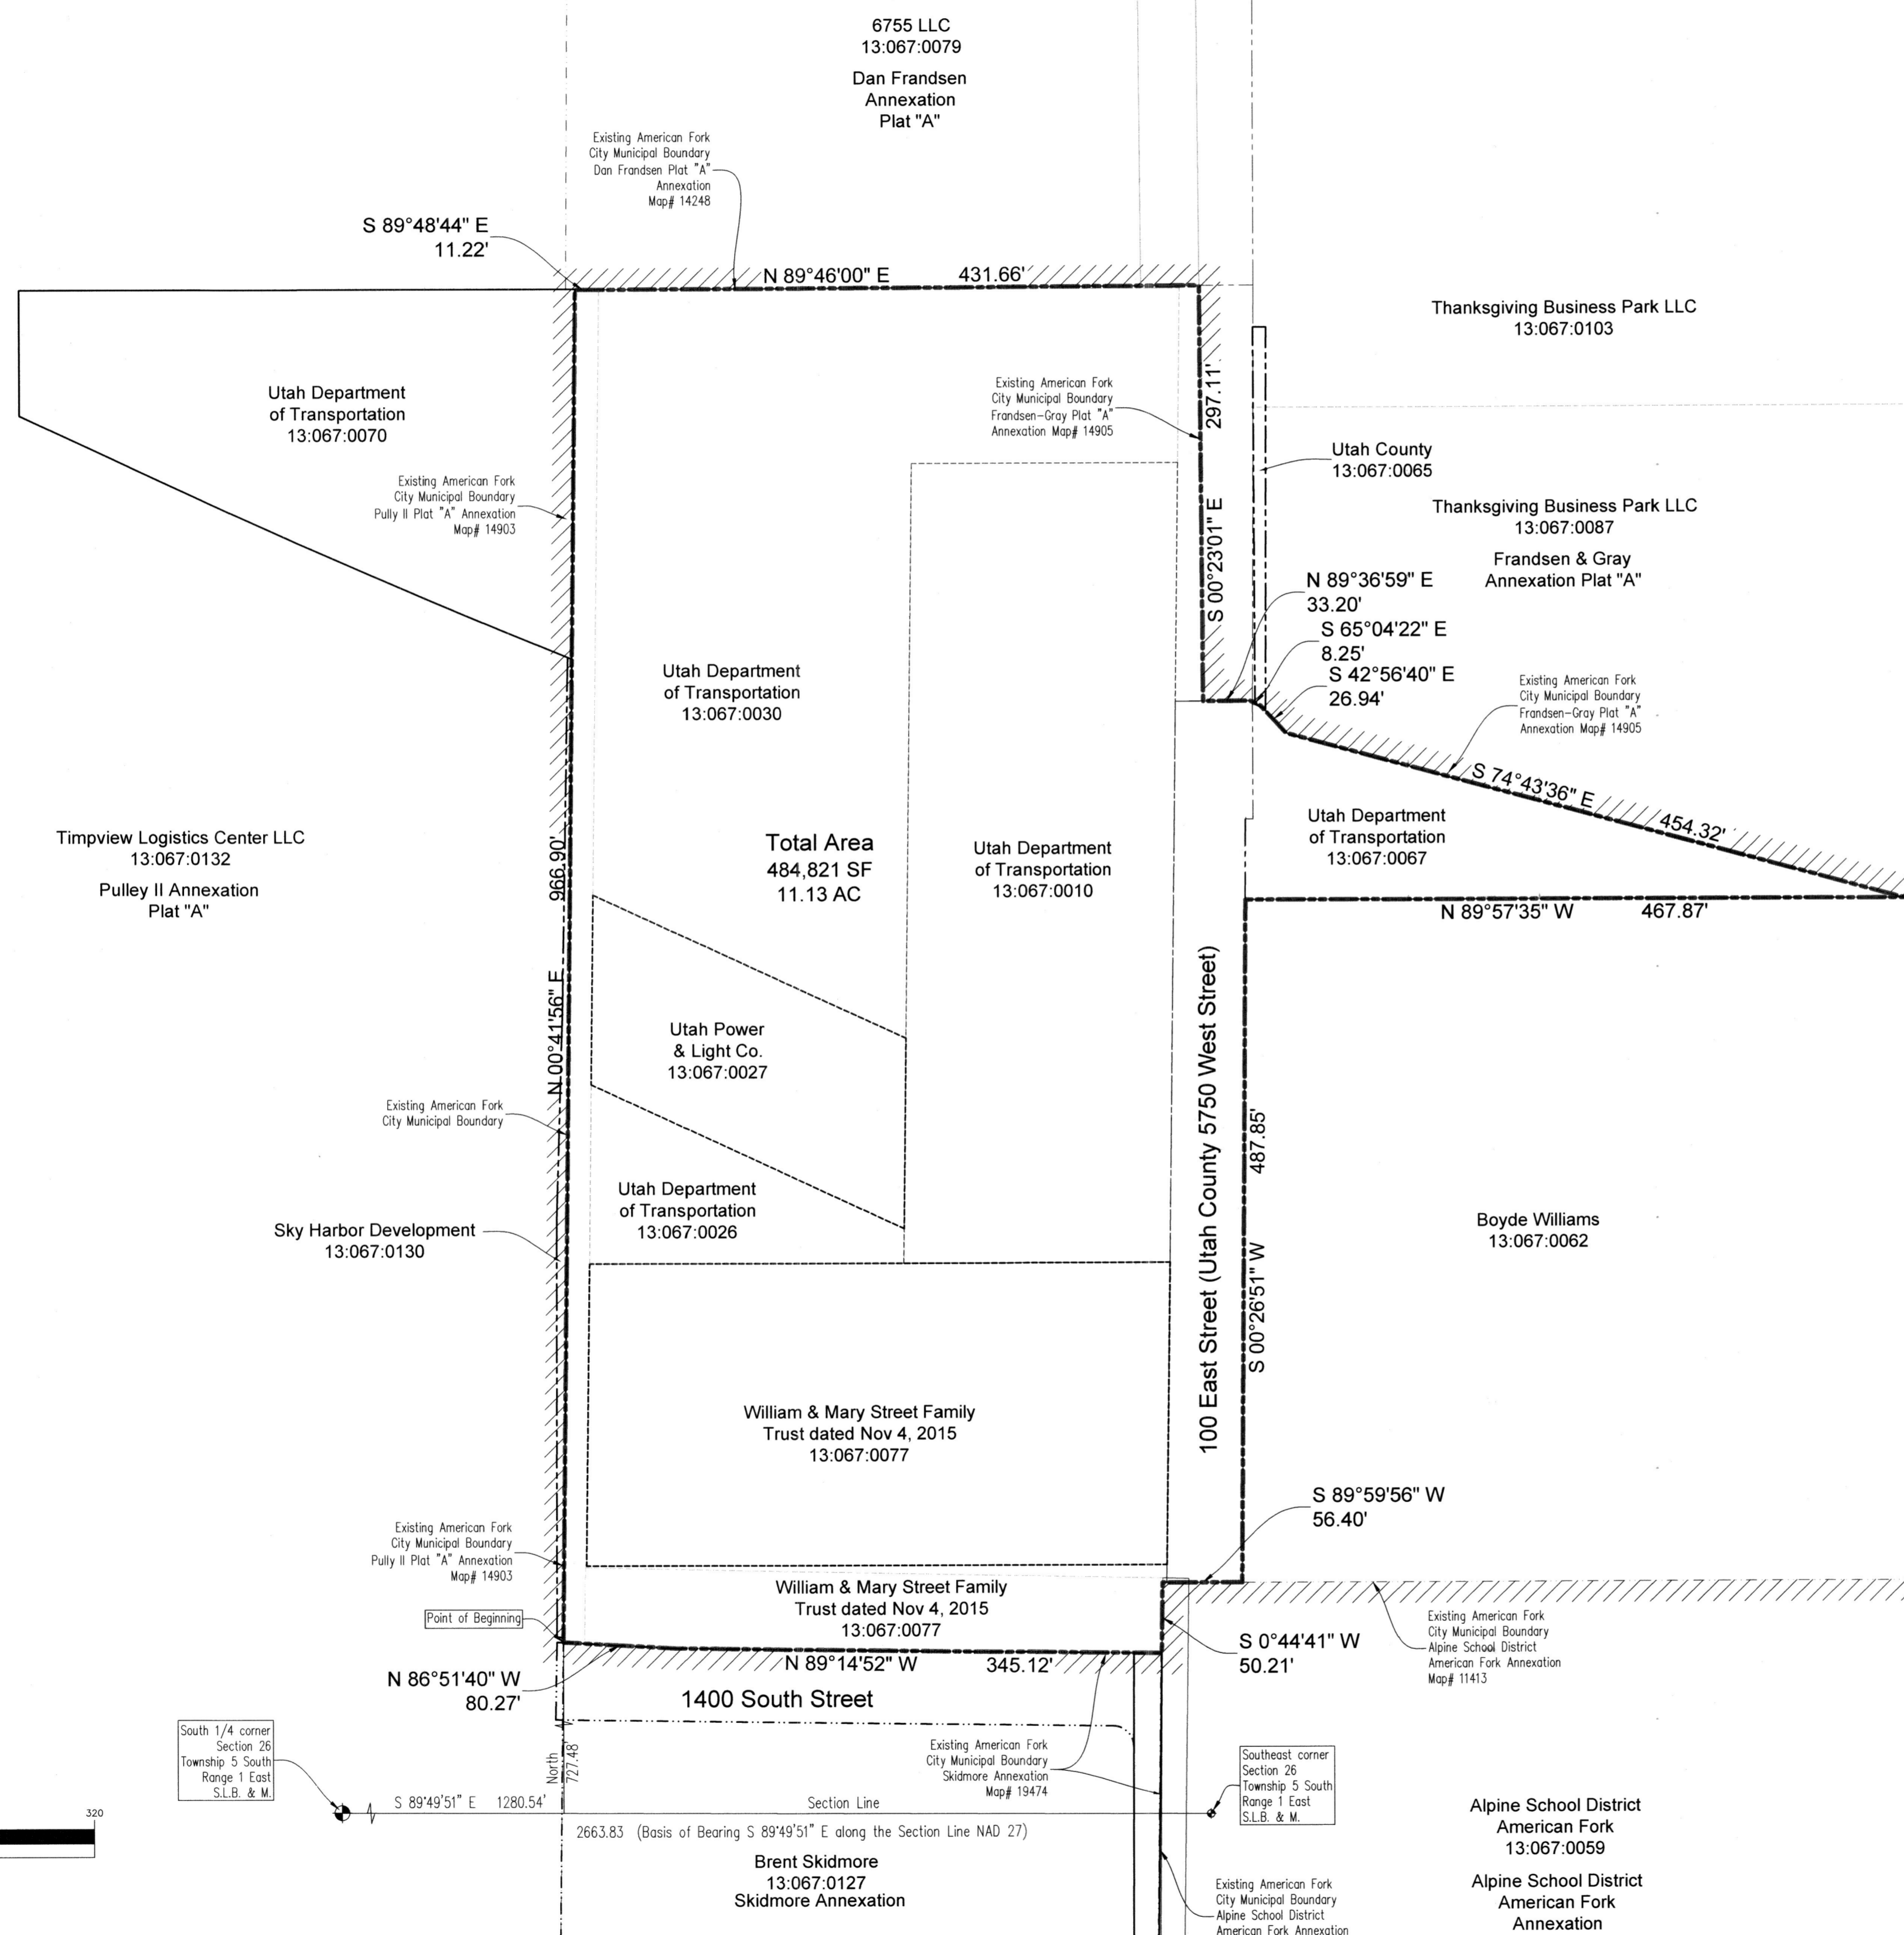 6755 LLC
13:067:0079
Dan Frandsen
Annexation
Plat "A"
Existing American Fork
City Municipal Boundary
Dan Frandsen Plat "A"
Annexation
Map# 14248
S 89°48'44" E
11.22'
N 89°46'00" E 431.66'
Thanksgiving Business Park LLC
13:067:0103
Utah Department
of Transportation
13:067:0070
Existing American Fork
City Municipal Boundary
Frandsen-Gray Plat "A"
Annexation Map# 14905
297.11'
S 00°23'01" E
Utah County
13:067:0065
Existing American Fork
City Municipal Boundary
Pully II Plat "A" Annexation
Map# 14903
Thanksgiving Business Park LLC
13:067:0087
Frandsen & Gray
Annexation Plat "A"
N 89°36'59" E
33.20'
S 65°04'22" E
8.25'
S 42°56'40" E
26.94'
Existing American Fork
City Municipal Boundary
Frandsen-Gray Plat "A"
Annexation Map# 14905
Utah Department
of Transportation
13:067:0030
S 74°43'36" E
454.32'
Utah Department
of Transportation
13:067:0067
Timpview Logistics Center LLC
13:067:0132
Pulley II Annexation
Plat "A"
966.90'
N 00°41'56" E
Total Area
484,821 SF
11.13 AC
Utah Department
of Transportation
13:067:0010
N 89°57'35" W 467.87'
100 East Street (Utah County 5750 West Street)
Utah Power
& Light Co.
13:067:0027
Existing American Fork
City Municipal Boundary
487.85'
S 00°26'51" W
Utah Department
of Transportation
13:067:0026
Sky Harbor Development
13:067:0130
Boyde Williams
13:067:0062
William & Mary Street Family
Trust dated Nov 4, 2015
13:067:0077
S 89°59'56" W
56.40'
Existing American Fork
City Municipal Boundary
Pully II Plat "A" Annexation
Map# 14903
William & Mary Street Family
Trust dated Nov 4, 2015
13:067:0077
Point of Beginning
Existing American Fork
City Municipal Boundary
Alpine School District
American Fork Annexation
Map# 11413
S 0°44'41" W
50.21'
N 86°51'40" W
80.27'
N 89°14'52" W 345.12'
1400 South Street
South 1/4 corner
Section 26
Township 5 South
Range 1 East
S.L.B. & M.
North
727.48'
Existing American Fork
City Municipal Boundary
Skidmore Annexation
Map# 19474
Southeast corner
Section 26
Township 5 South
Range 1 East
S.L.B. & M.
320
S 89°49'51" E 1280.54'
Section Line
2663.83 (Basis of Bearing S 89°49'51" E along the Section Line NAD 27)
Alpine School District
American Fork
13:067:0059
Brent Skidmore
13:067:0127
Skidmore Annexation
Alpine School District
American Fork
Annexation
Existing American Fork
City Municipal Boundary
Alpine School District
American Fork Annexation